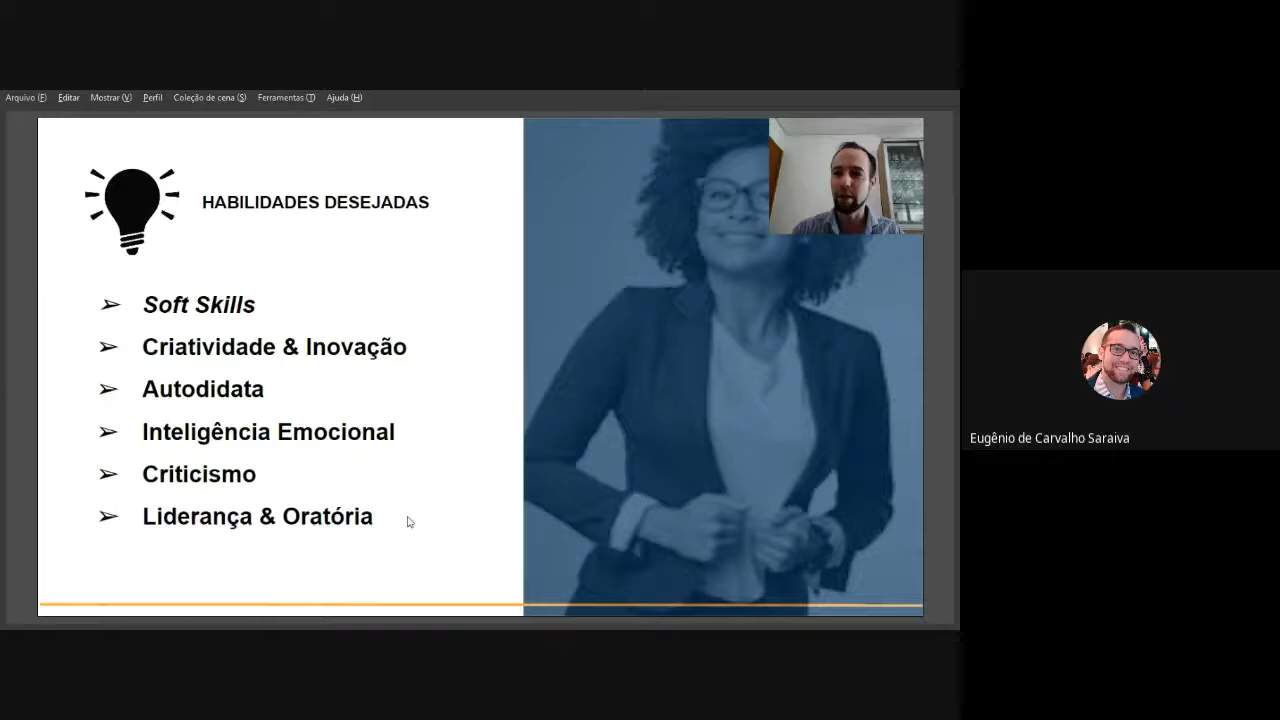 Arquivo (F) Editar Mostrar (V) Perfil Coleção de cena (S) Ferramentas (T) Ajuda (H)
HABILIDADES DESEJADAS
➢ Soft Skills
➢ Criatividade & Inovação
➢ Autodidata
➢ Inteligência Emocional
➢ Criticismo
➢ Liderança & Oratória
Eugênio de Carvalho Saraiva